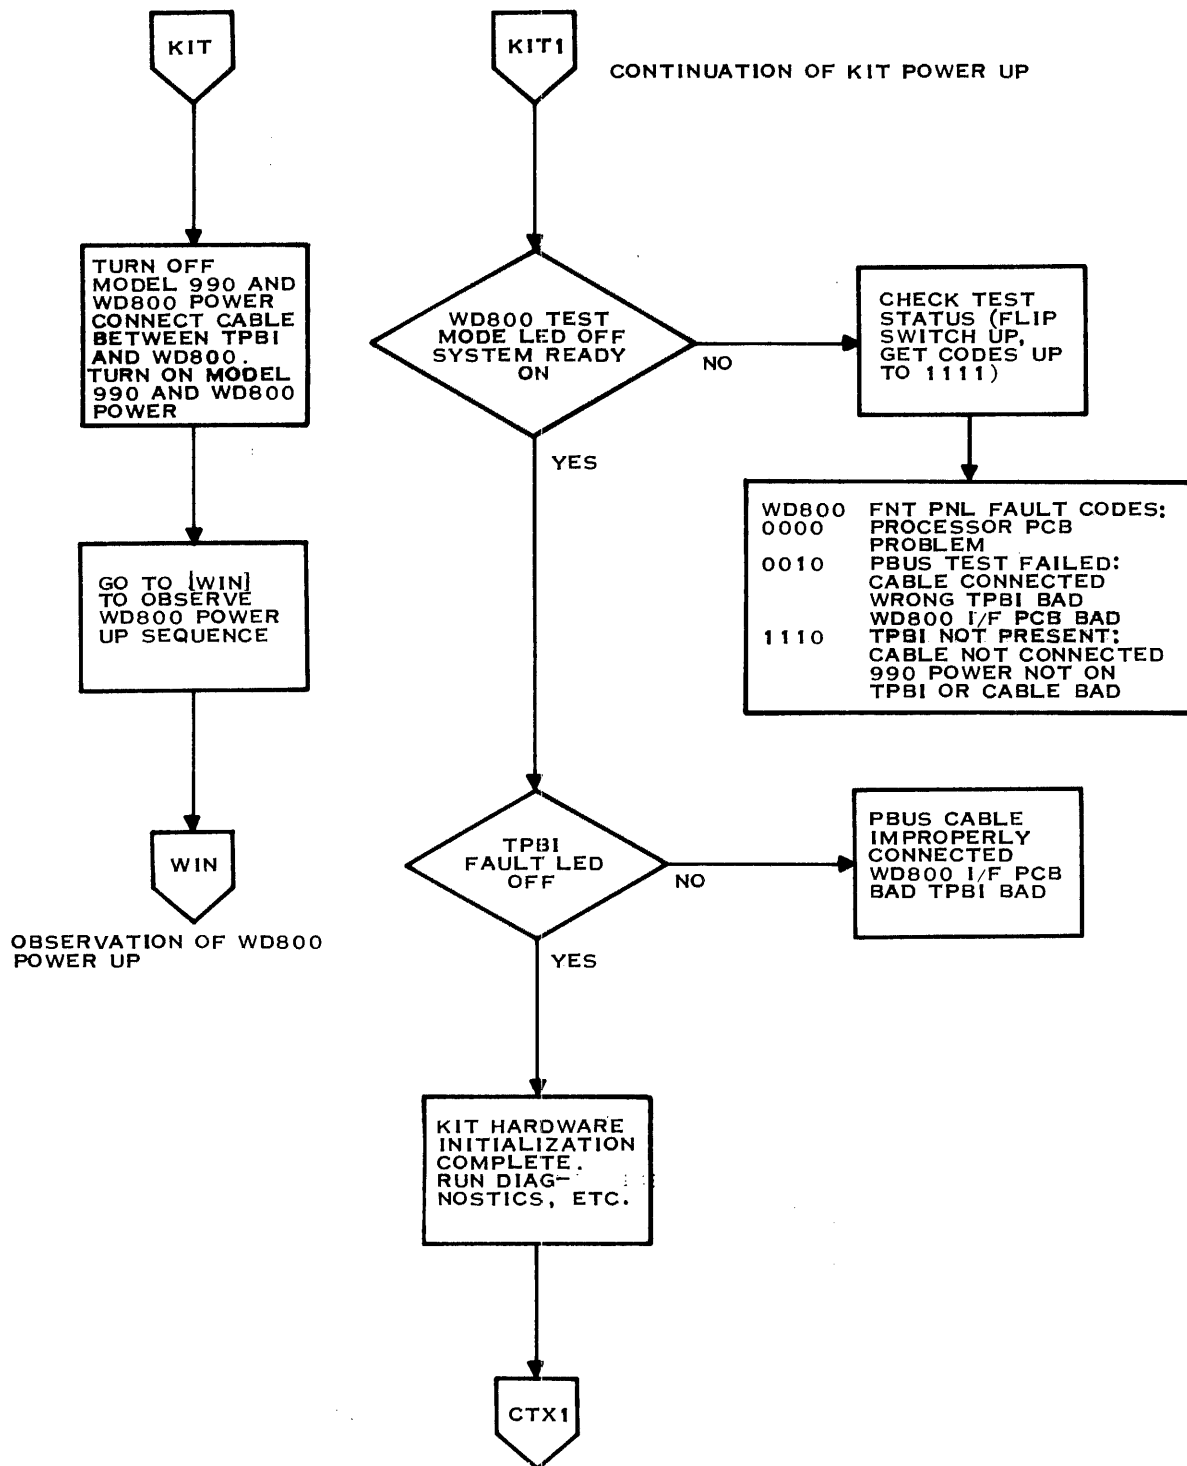 KIT
TURN OFF
MODEL 990 AND
WD800 POWER
CONNECT CABLE
BETWEEN TPBI
AND WD800.
TURN ON MODEL
990 AND WD800
POWER
GO TO [WIN]
TO OBSERVE
WD800 POWER
UP SEQUENCE
WIN
OBSERVATION OF WD800
POWER UP
KIT1
CONTINUATION OF KIT POWER UP
WD800 TEST
MODE LED OFF
SYSTEM READY
ON
NO
CHECK TEST
STATUS (FLIP
SWITCH UP,
GET CODES UP
TO 1111)
WD800 FNT PNL FAULT CODES:
0000 PROCESSOR PCB
PROBLEM
0010 PBUS TEST FAILED:
CABLE CONNECTED
WRONG TPBI BAD
WD800 I/F PCB BAD
1110 TPBI NOT PRESENT:
CABLE NOT CONNECTED
990 POWER NOT ON
TPBI OR CABLE BAD
YES
TPBI
FAULT LED
OFF
NO
PBUS CABLE
IMPROPERLY
CONNECTED
WD800 I/F PCB
BAD TPBI BAD
YES
KIT HARDWARE
INITIALIZATION
COMPLETE.
RUN DIAG-
NOSTICS, ETC.
CTX1